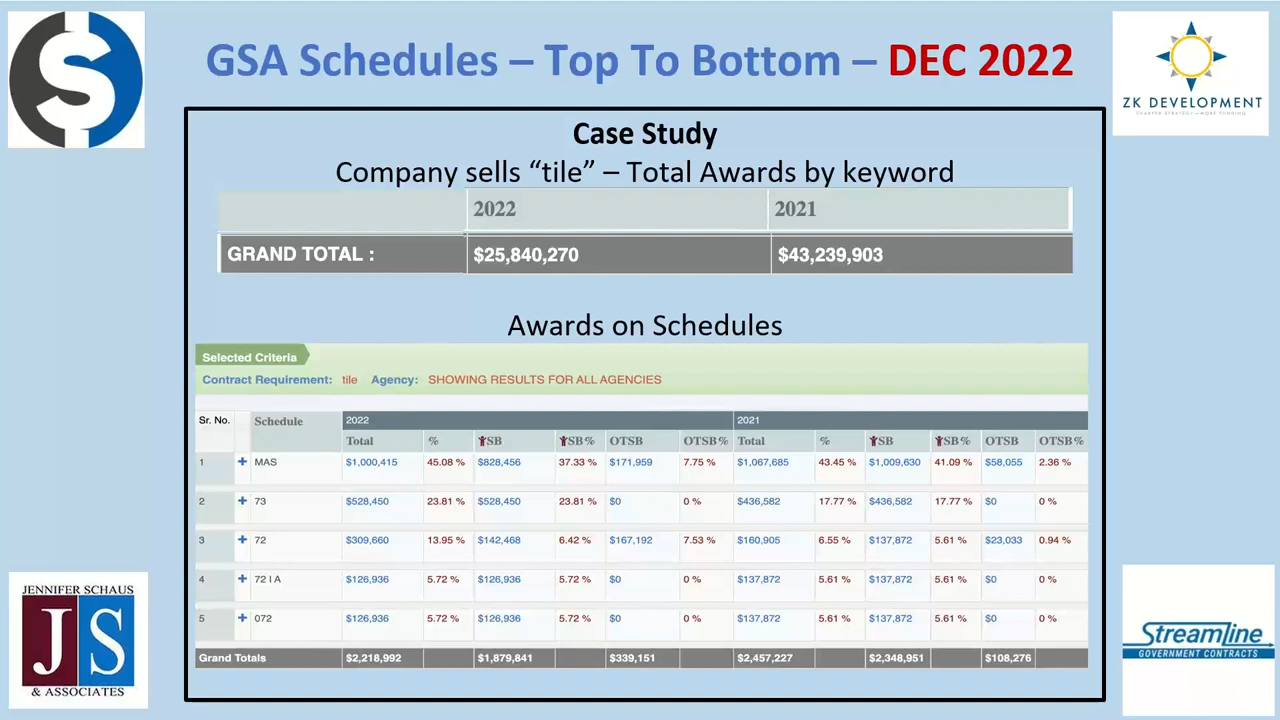 GSA Schedules – Top To Bottom – DEC 2022
S
ZK DEVELOPMENT
Case Study
Company sells “tile” – Total Awards by keyword
2022 2021
GRAND TOTAL : $25,840,270 $43,239,903
Awards on Schedules
Selected Criteria
Contract Requirement: tile Agency: SHOWING RESULTS FOR ALL AGENCIES
Sr. No. Schedule 2022 2021
Total % SB SB% OTSB OTSB% Total % SB SB% OTSB OTSB%
1 + MAS $1,000,415 45.08 % $828,456 37.33 % $171,959 7.75 % $1,067,685 43.45 % $1,009,630 41.09 % $58,055 2.36 %
2 + 73 $528,450 23.81 % $528,450 23.81 % $0 0 % $436,582 17.77 % $436,582 17.77 % $0 0 %
3 + 72 $309,660 13.95 % $142,468 6.42 % $167,192 7.53 % $160,905 6.55 % $137,872 5.61 % $23,033 0.94 %
4 + 72 I A $126,936 5.72 % $126,936 5.72 % $0 0 % $137,872 5.61 % $137,872 5.61 % $0 0 %
5 + 072 $126,936 5.72 % $126,936 5.72 % $0 0 % $137,872 5.61 % $137,872 5.61 % $0 0 %
Grand Totals $2,218,992 $1,879,841 $339,151 $2,457,227 $2,348,951 $108,276
JENNIFER SCHAUS
JS
& ASSOCIATES
Streamline
GOVERNMENT CONTRACTS